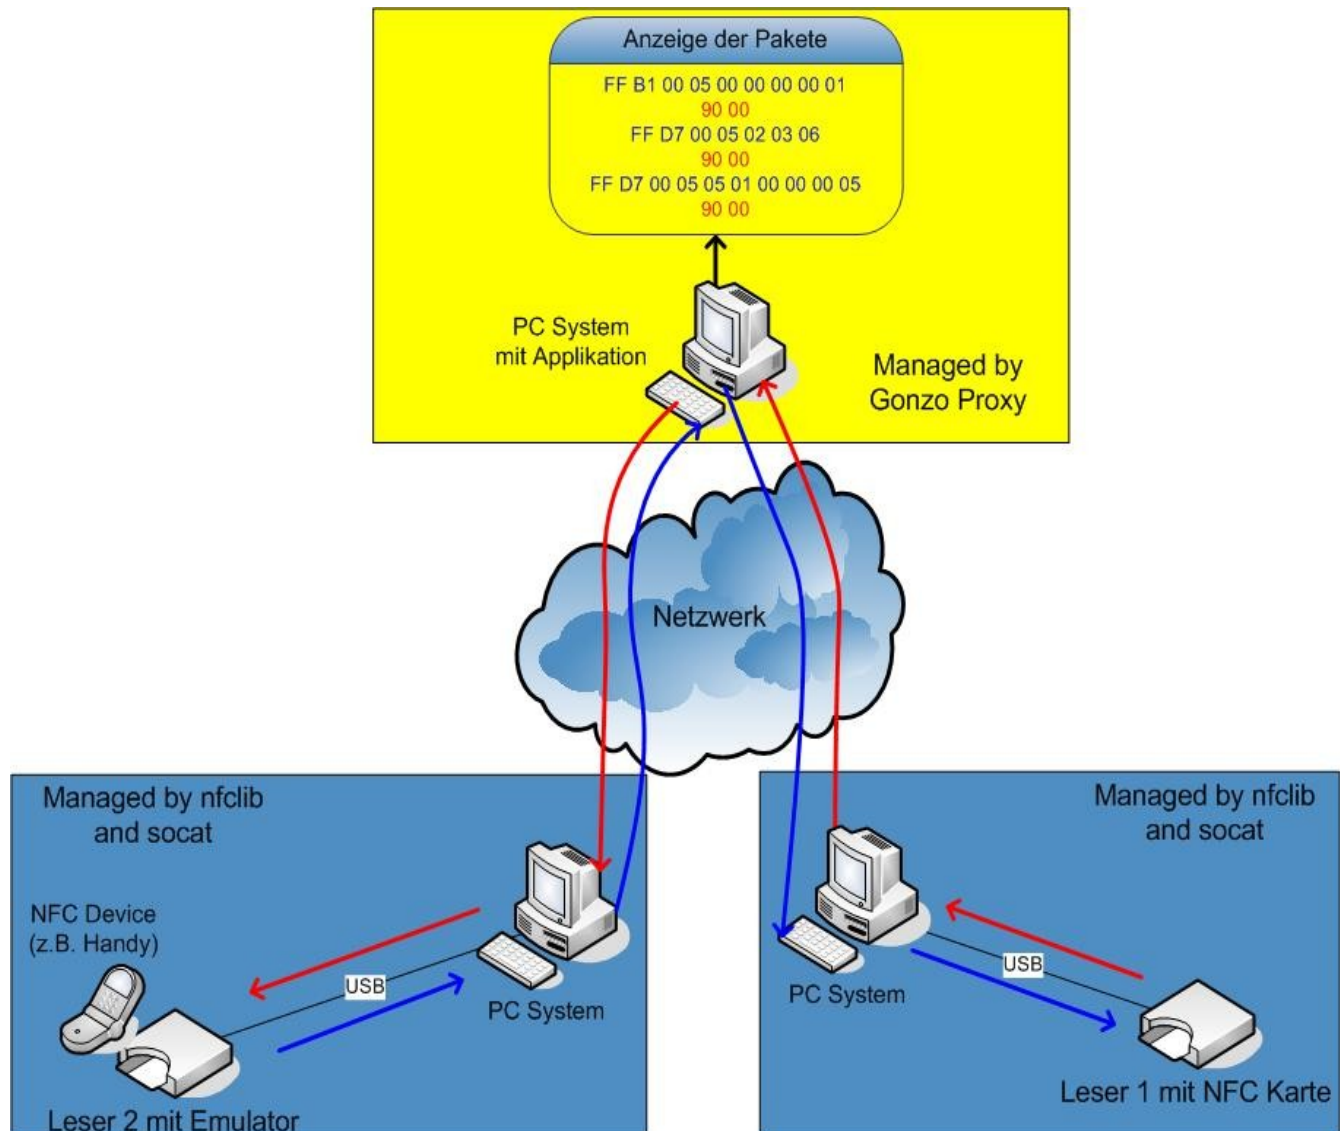 Anzeige der Pakete
FF B1 00 05 00 00 00 00 01
90 00
FF D7 00 05 02 03 06
90 00
FF D7 00 05 05 01 00 00 00 05
90 00
PC System
mit Applikation
Managed by
Gonzo Proxy
Netzwerk
Managed by nfclib
and socat
NFC Device
(z.B. Handy)
USB
PC System
Leser 2 mit Emulator
Managed by nfclib
and socat
USB
PC System
Leser 1 mit NFC Karte